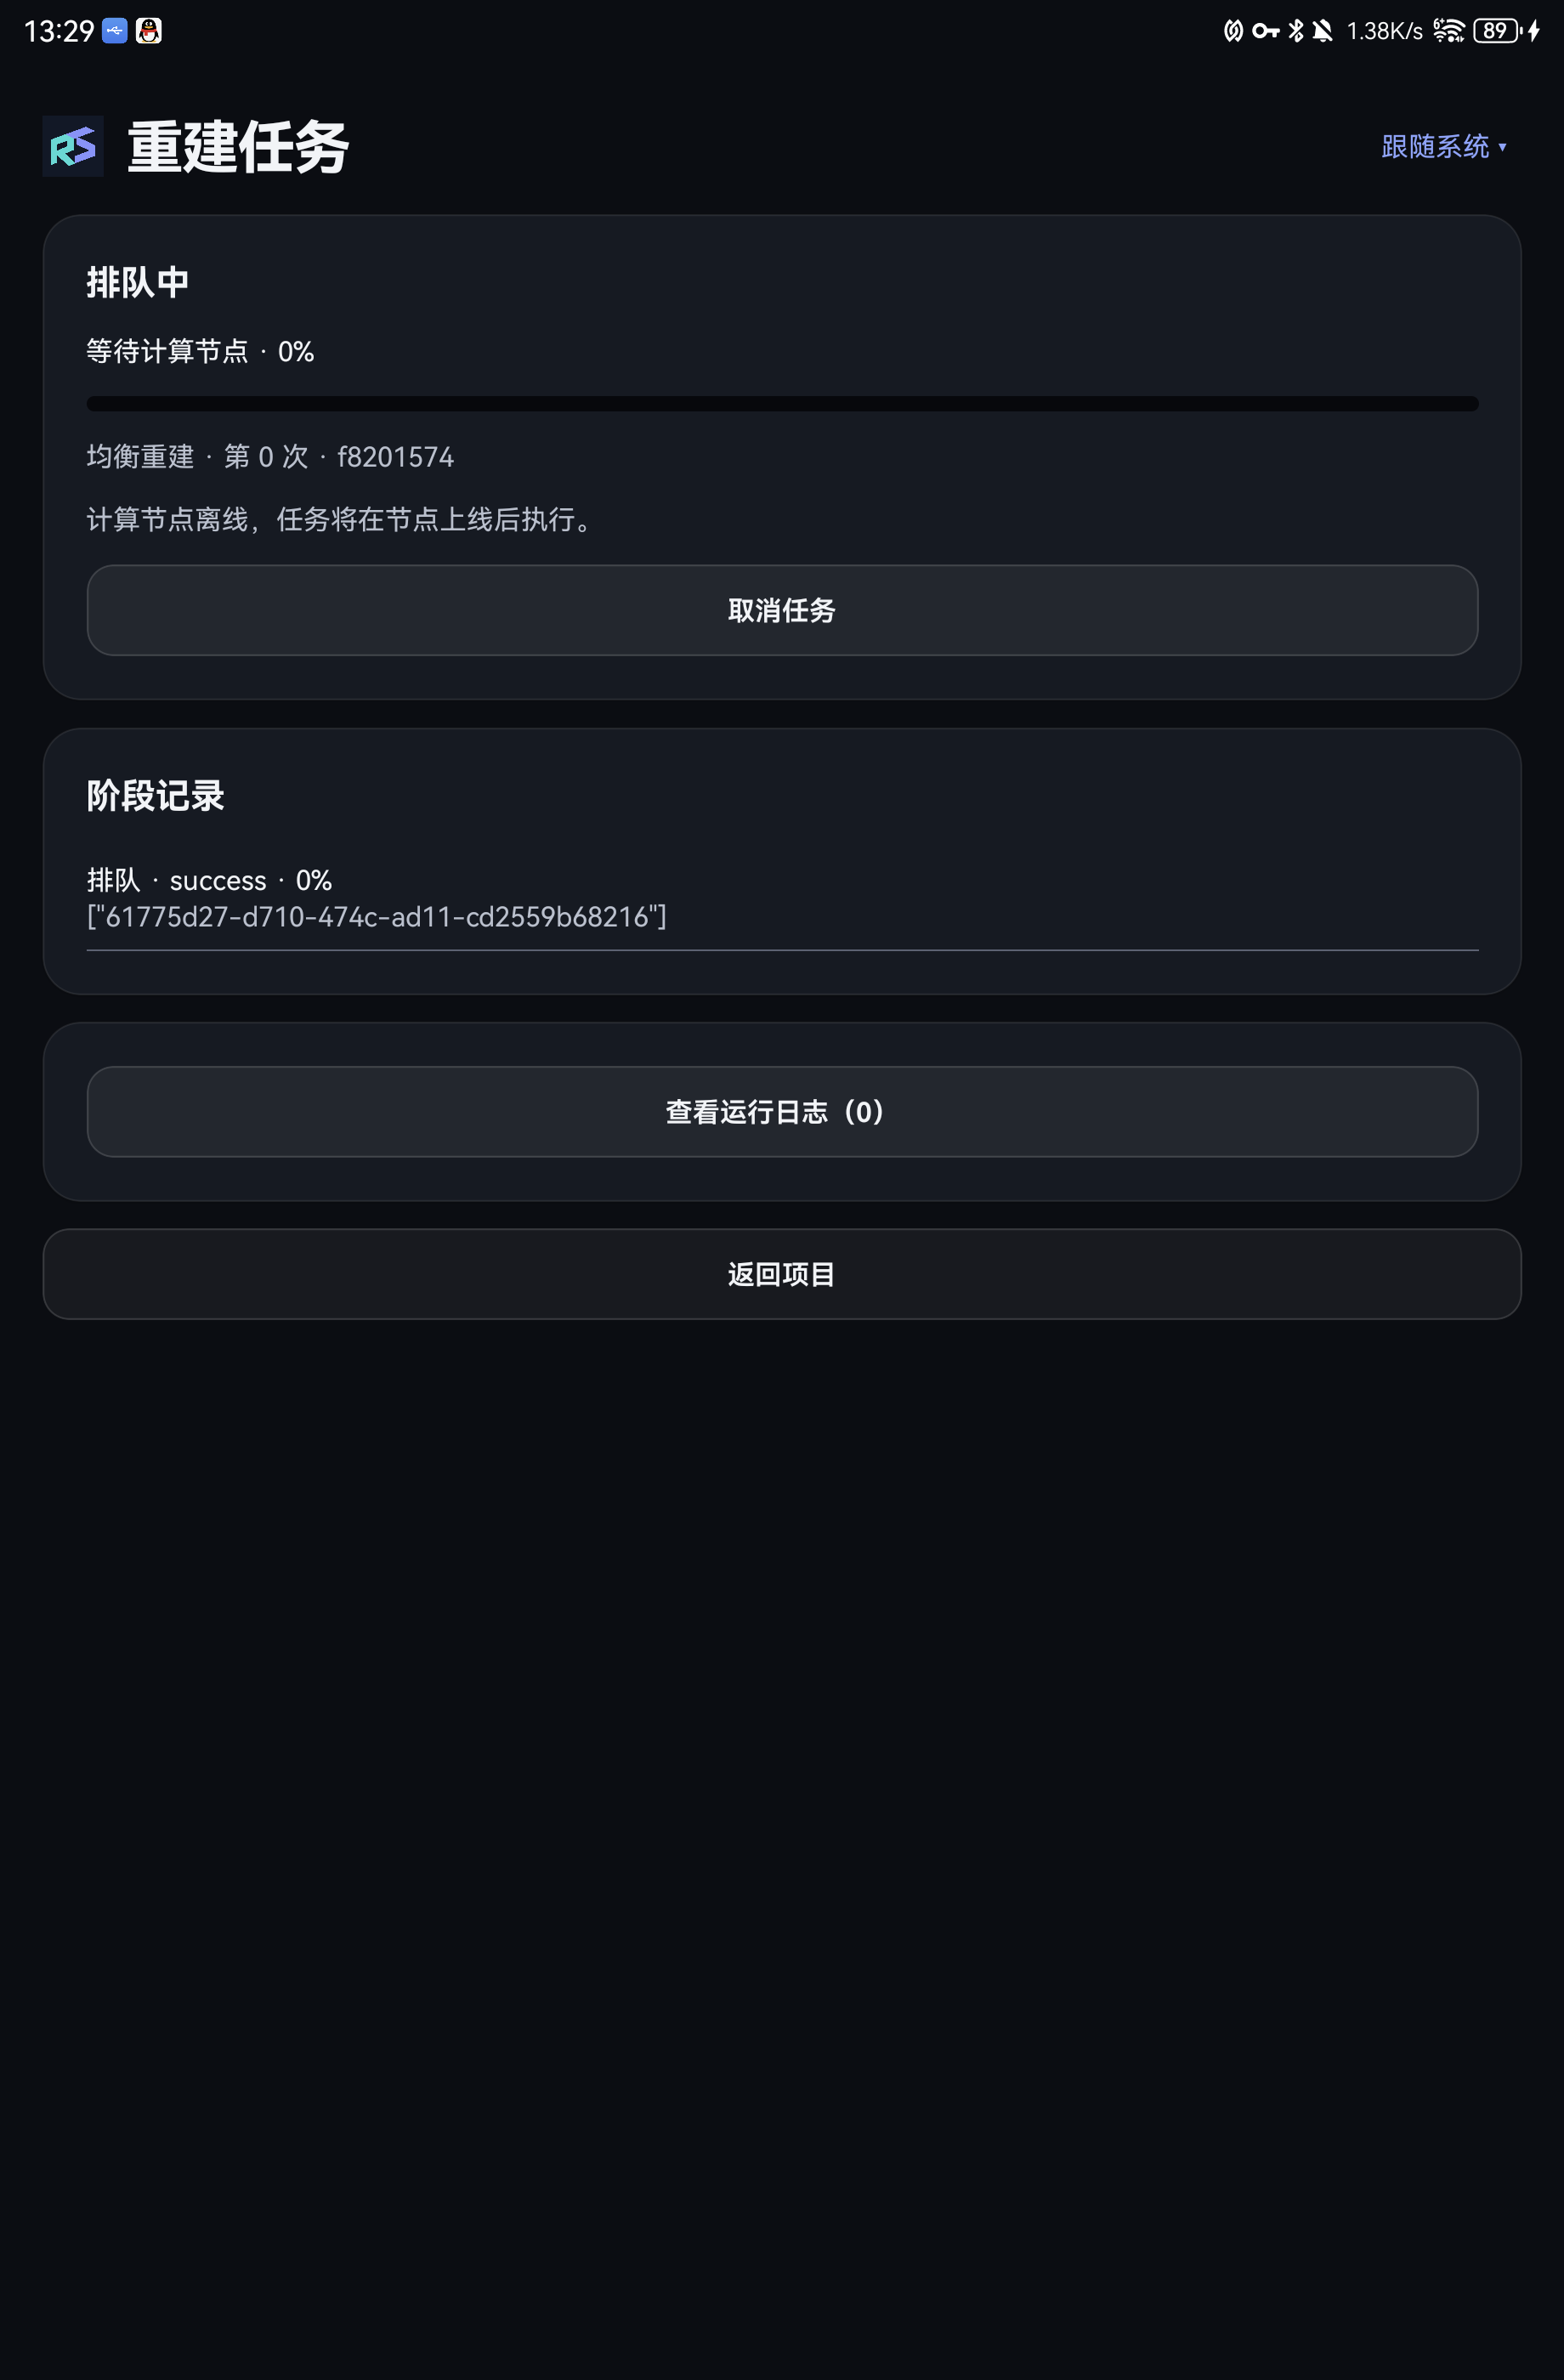 13:29
1.38K/s
89
RS
重建任务
跟随系统
排队中
等待计算节点 · 0%
均衡重建 · 第 0 次 · f8201574
计算节点离线，任务将在节点上线后执行。
取消任务
阶段记录
排队 · success · 0%
["61775d27-d710-474c-ad11-cd2559b68216"]
查看运行日志（0）
返回项目